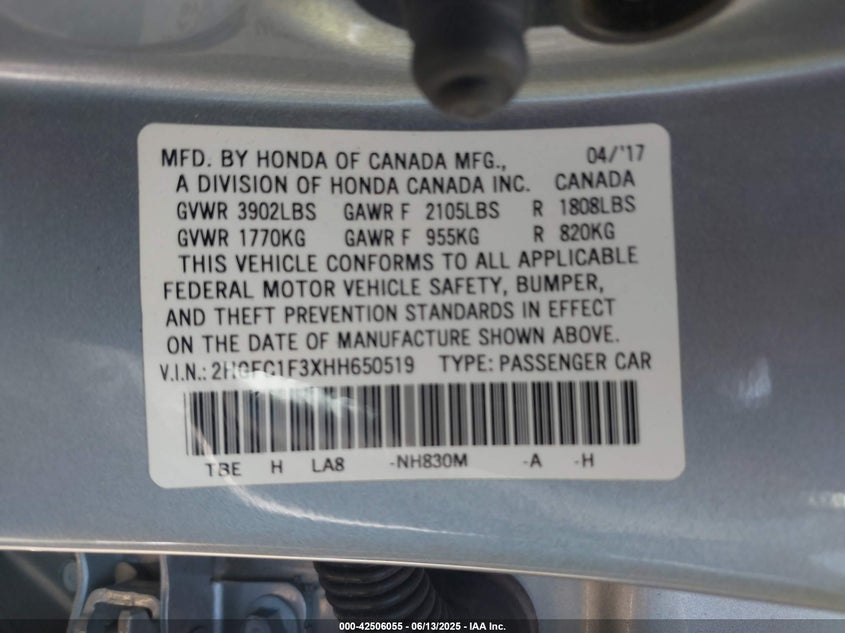 MFD. BY HONDA OF CANADA MFG., 04/'17
A DIVISION OF HONDA CANADA INC. CANADA
GVWR 3902LBS GAWR F 2105LBS R 1808LBS
GVWR 1770KG GAWR F 955KG R 820KG
THIS VEHICLE CONFORMS TO ALL APPLICABLE
FEDERAL MOTOR VEHICLE SAFETY, BUMPER,
AND THEFT PREVENTION STANDARDS IN EFFECT
ON THE DATE OF MANUFACTURE SHOWN ABOVE.
V.I.N.: 2HGFC1F3XHH650519 TYPE: PASSENGER CAR
TBE H LA8 -NH830M -A -H
000-42506055 - 06/13/2025 - IAA Inc.